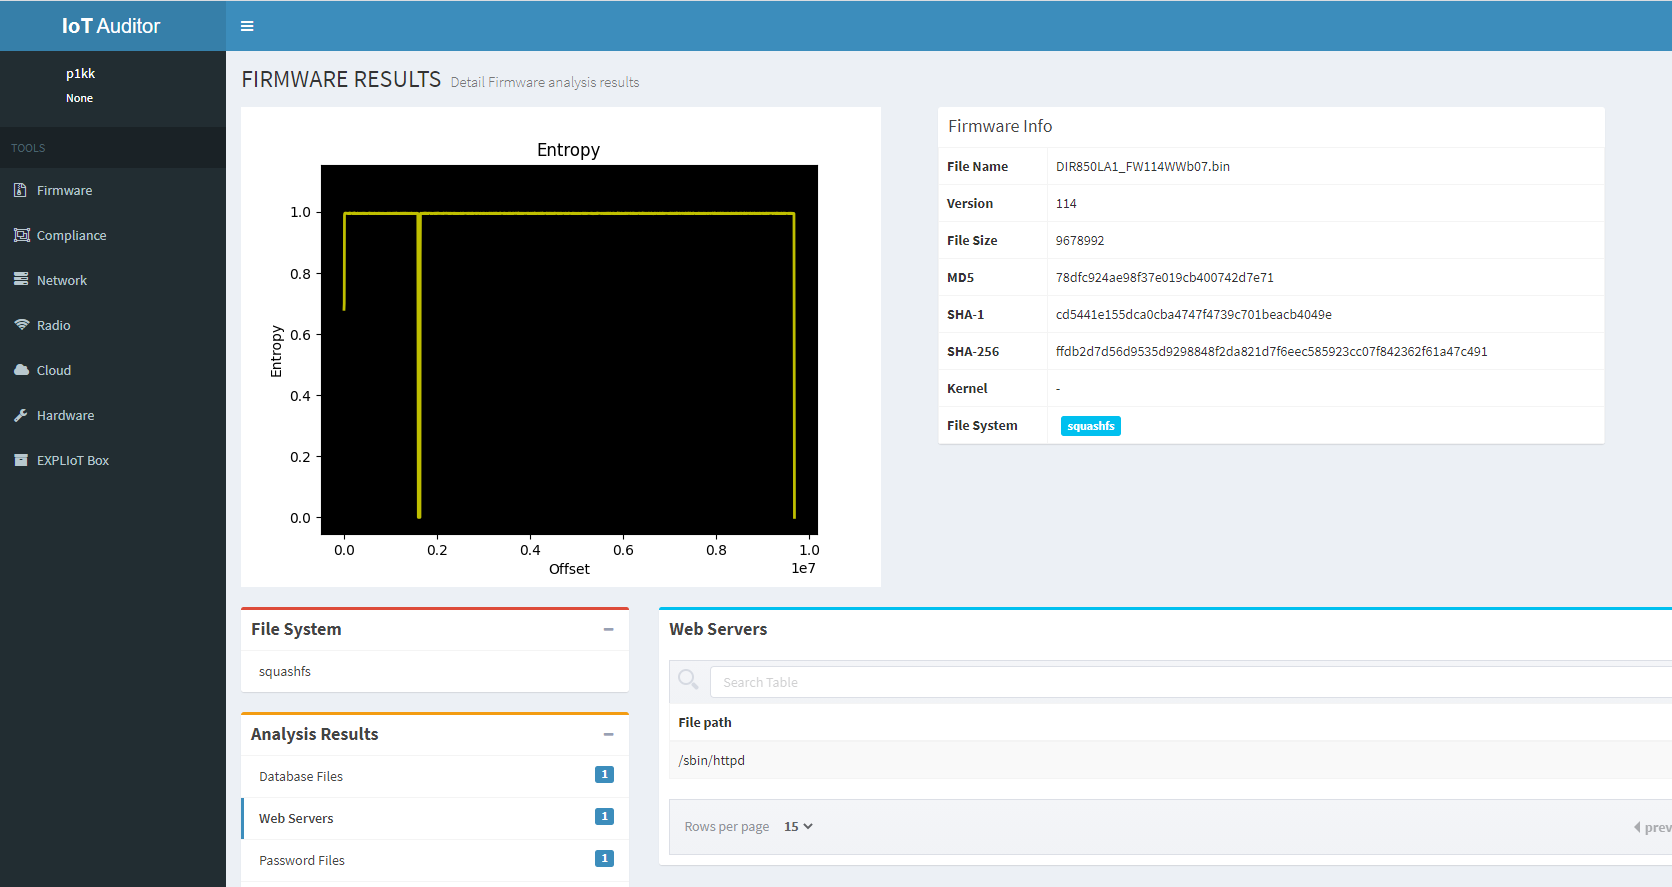 IoT Auditor
p1kk
None
TOOLS
Firmware
Compliance
Network
Radio
Cloud
Hardware
EXPLIoT Box
FIRMWARE RESULTS Detail Firmware analysis results
Entropy
1.0
0.8
0.6
0.4
0.2
0.0
Entropy
0.0 0.2 0.4 0.6 0.8 1.0
1e7
Offset
Firmware Info
File Name DIR850LA1_FW114WWb07.bin
Version 114
File Size 9678992
MD5 78dfc924ae98f37e019cb400742d7e71
SHA-1 cd5441e155dca0cba4747f4739c701beacb4049e
SHA-256 ffdb2d7d56d9535d9298848f2da821d7f6eec585923cc07f842362f61a47c491
Kernel -
File System squashfs
File System
squashfs
Analysis Results
Database Files 1
Web Servers 1
Password Files 1
Web Servers
Search Table
File path
/sbin/httpd
Rows per page 15
prev